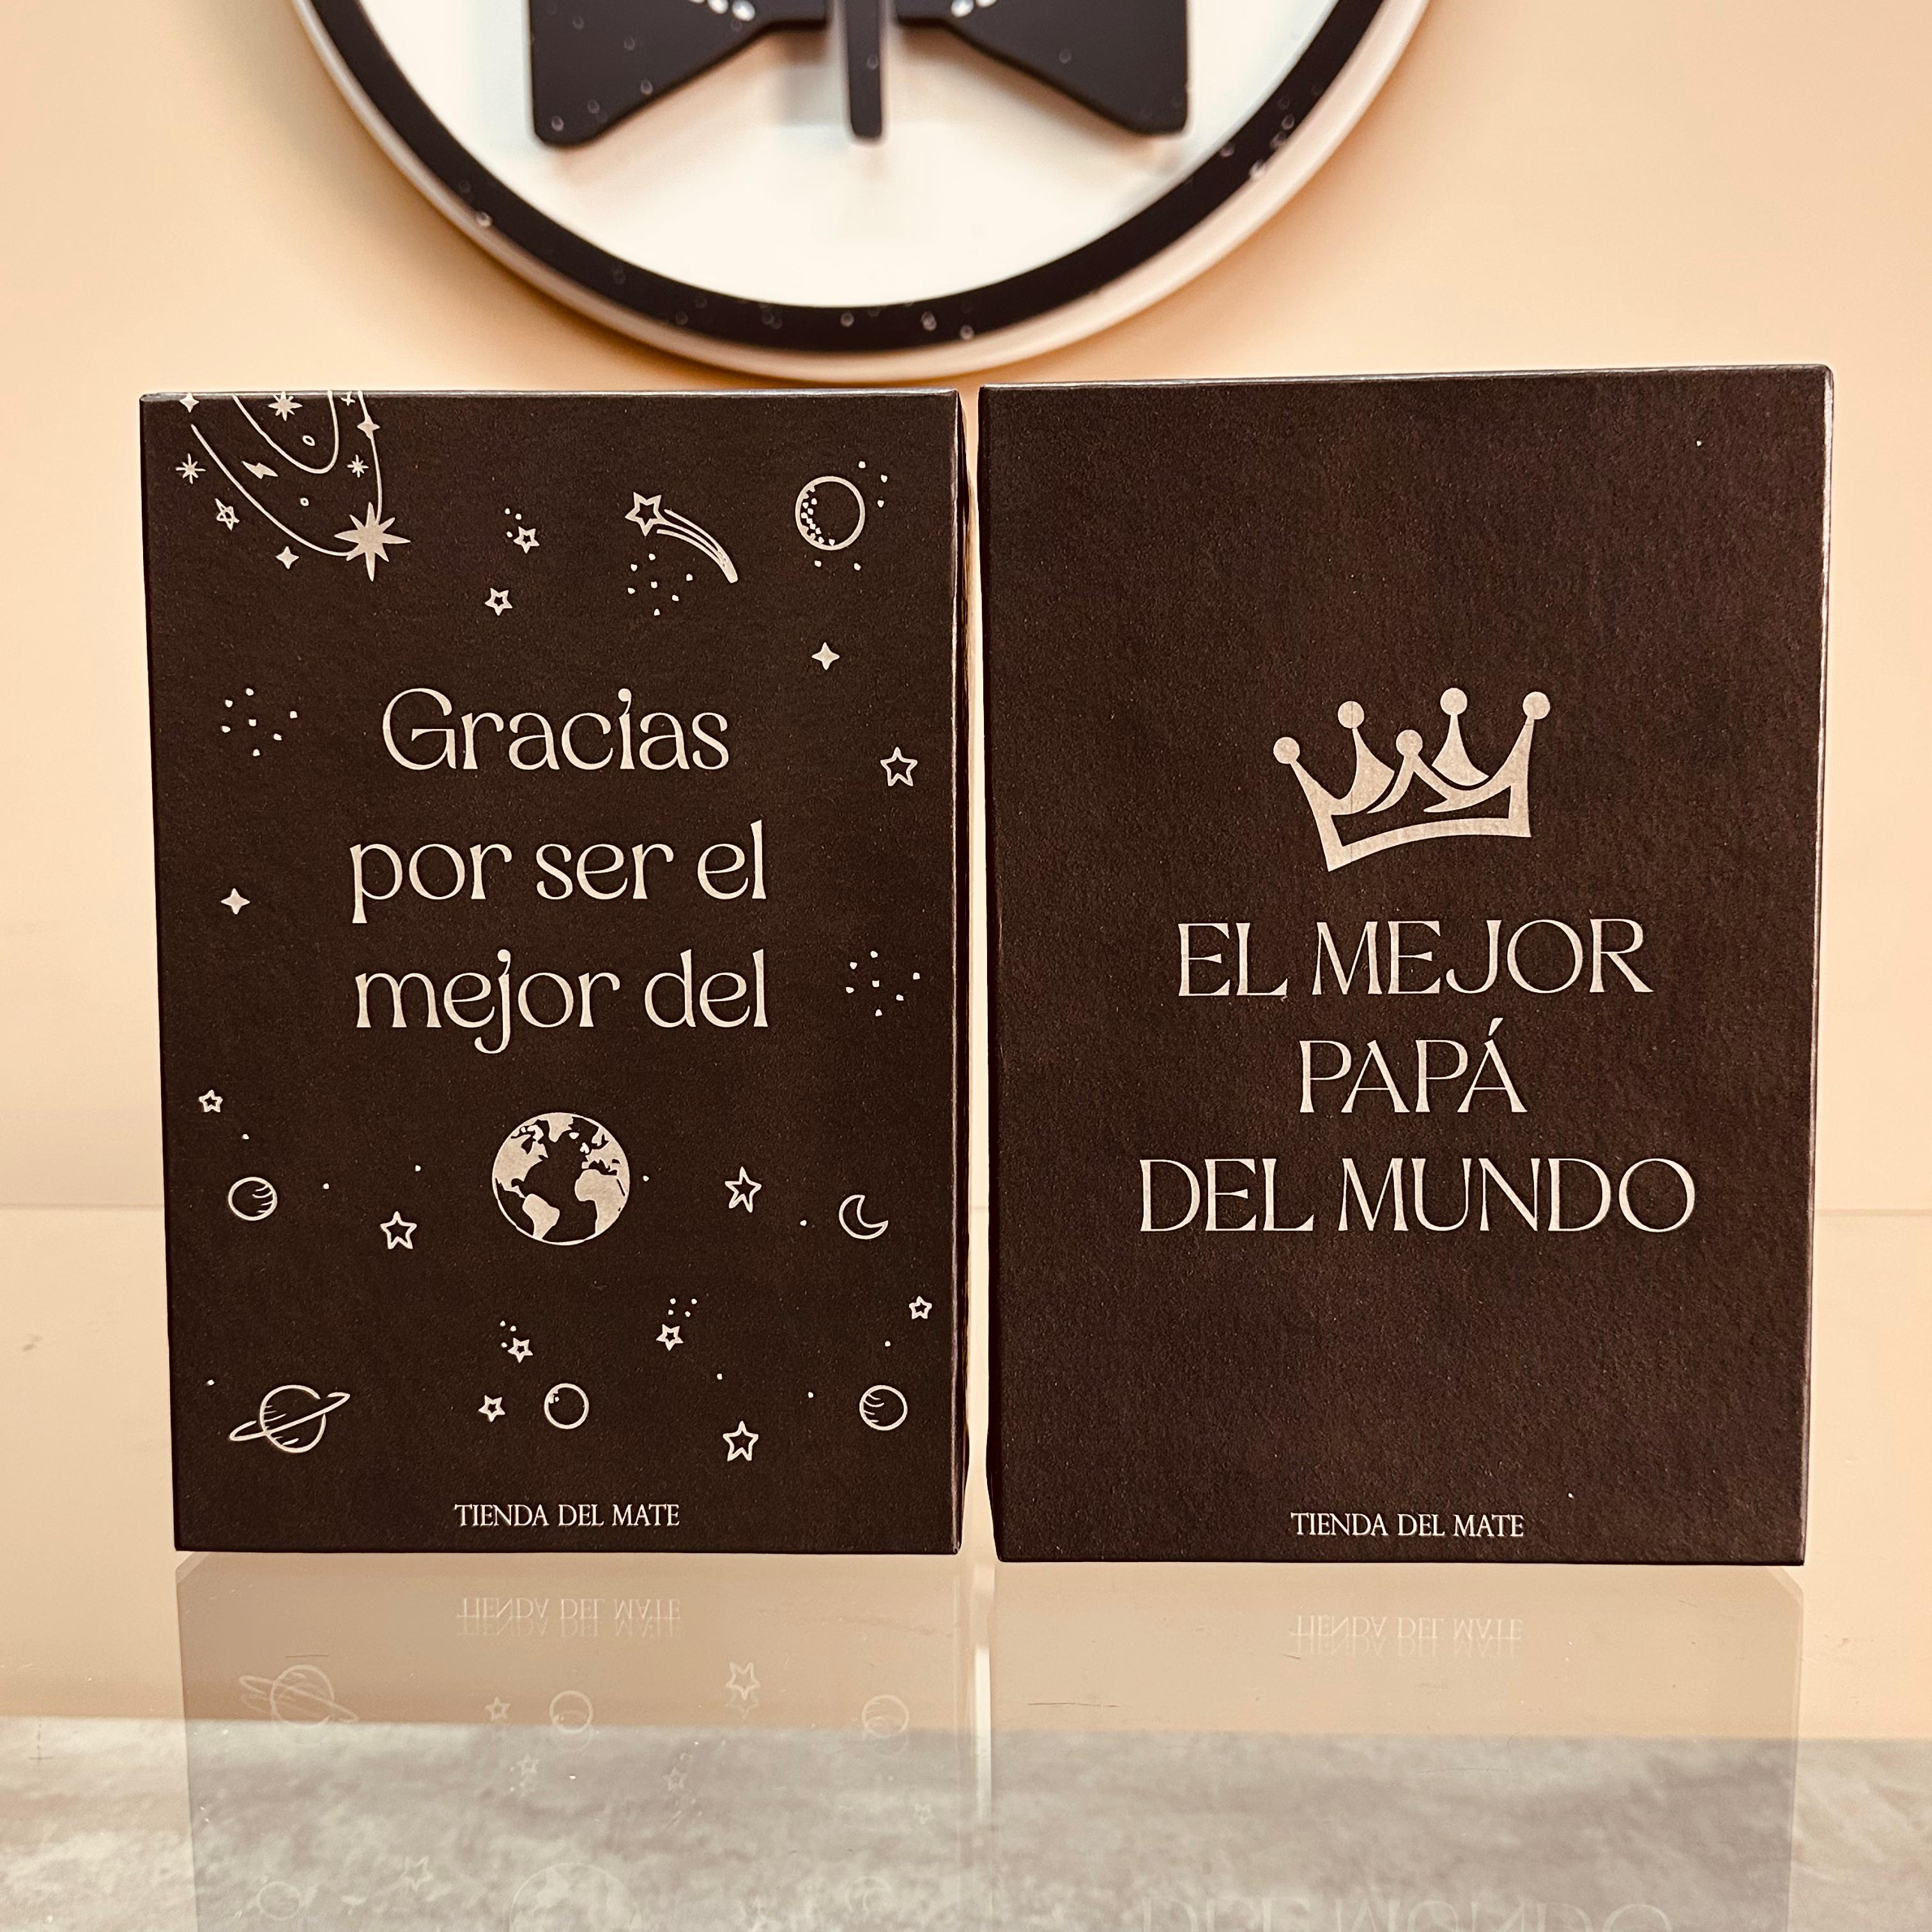 Gracias
por ser el
mejor del
TIENDA DEL MATE
EL MEJOR
PAPÁ
DEL MUNDO
TIENDA DEL MATE